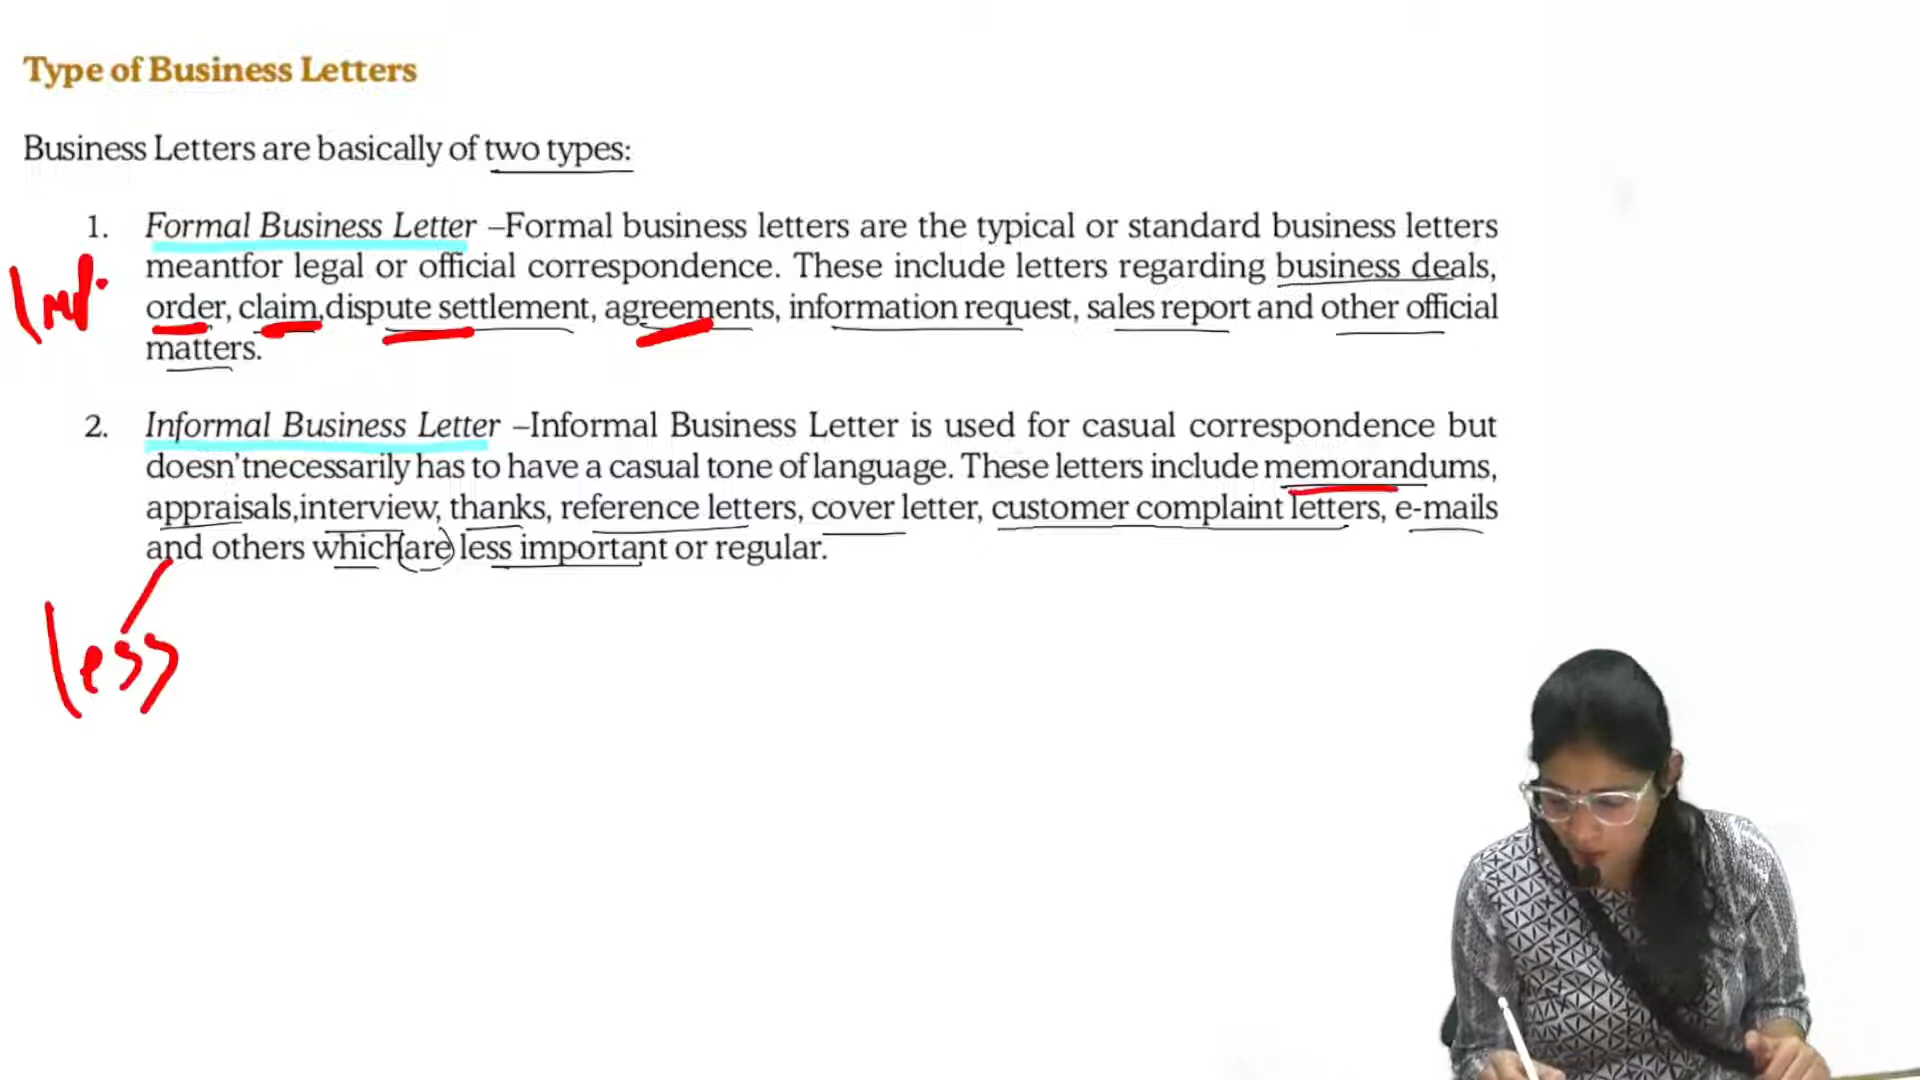 Type of Business Letters
Business Letters are basically of two types:
1. Formal Business Letter –Formal business letters are the typical or standard business letters
meantfor legal or official correspondence. These include letters regarding business deals,
Imp.
order, claim,dispute settlement, agreements, information request, sales report and other official
matters.
2. Informal Business Letter –Informal Business Letter is used for casual correspondence but
doesn'tnecessarily has to have a casual tone of language. These letters include memorandums,
appraisals,interview, thanks, reference letters, cover letter, customer complaint letters, e-mails
and others which are less important or regular.
less